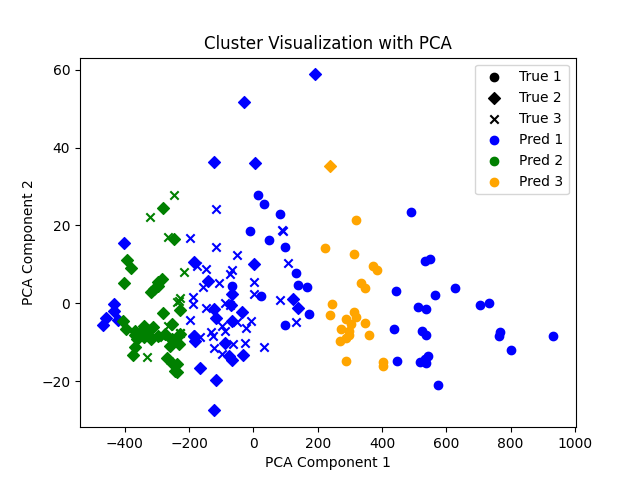 Cluster Visualization with PCA
60
40
20
0
−20
PCA Component 2
True 1
True 2
True 3
Pred 1
Pred 2
Pred 3
−400
−200
0
200
400
600
800
1000
PCA Component 1